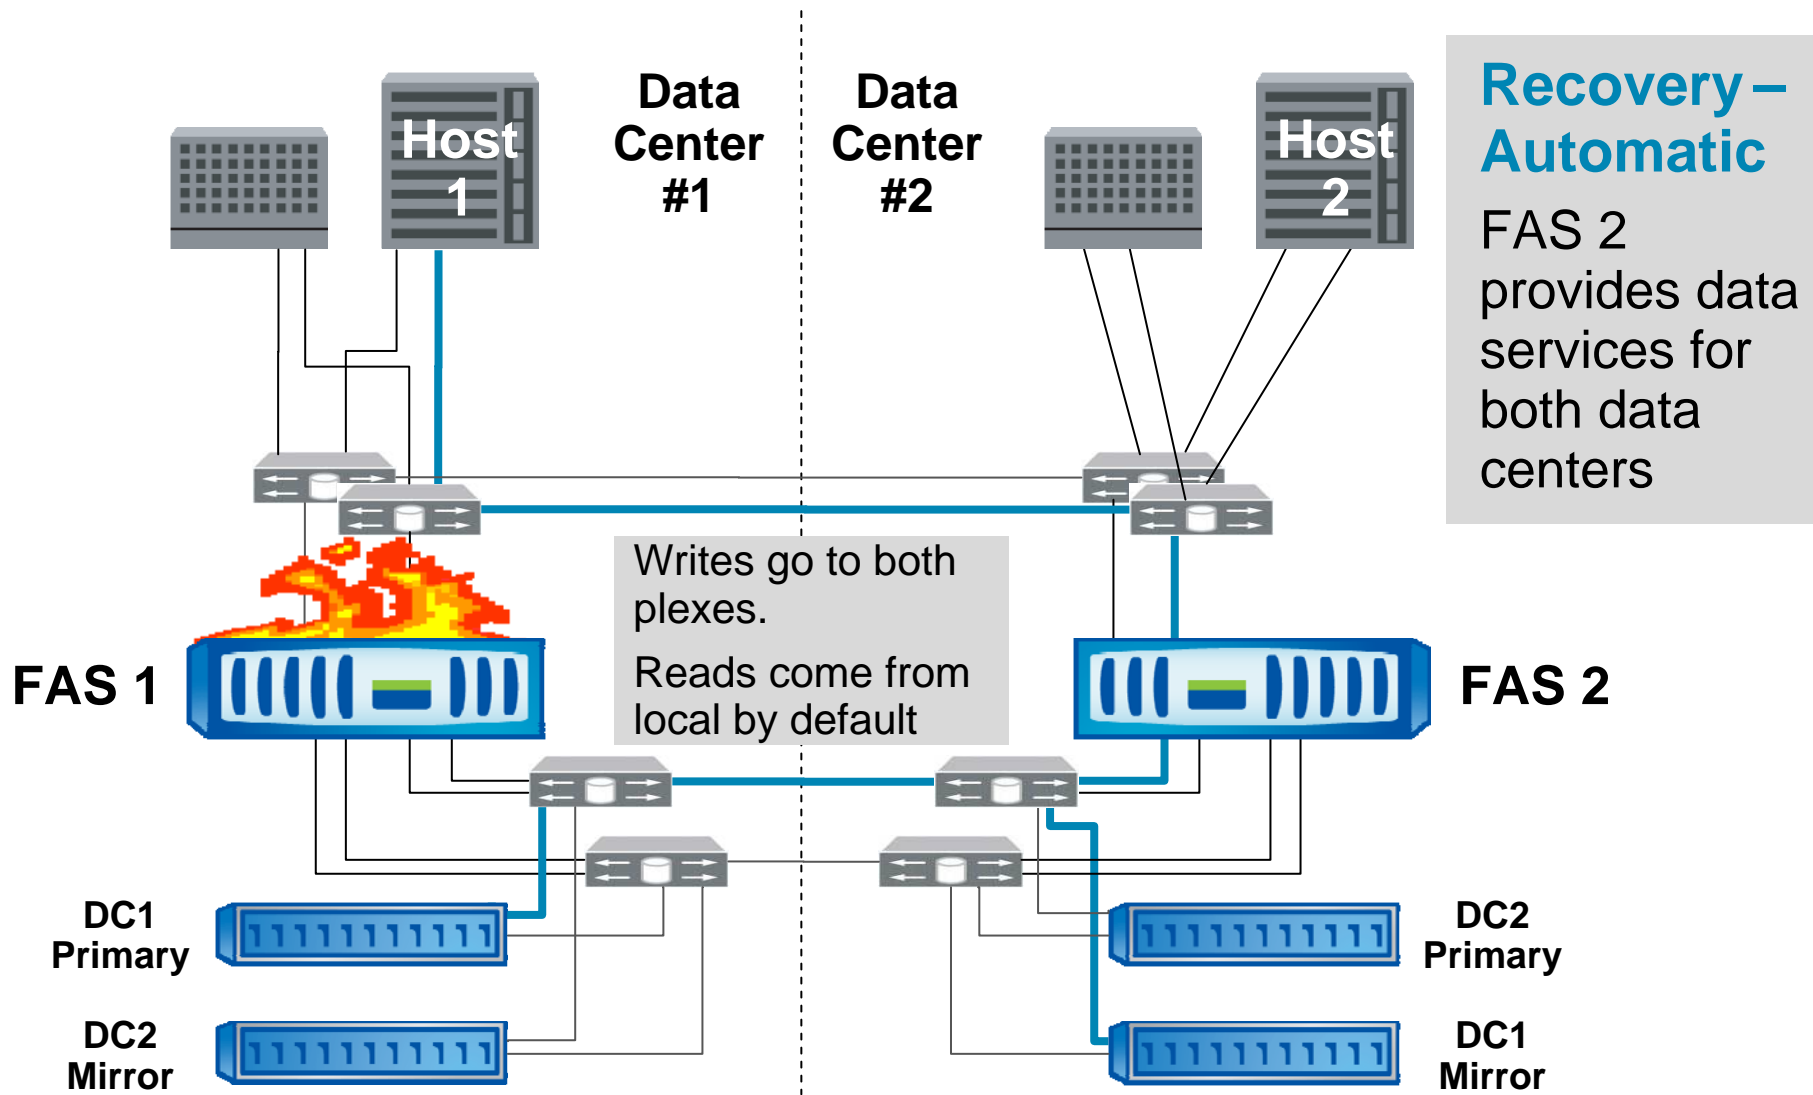 Data
Center
#1
Data
Center
#2
Host
1
Host
2
Recovery –
Automatic
FAS 2
provides data
services for
both data
centers
Writes go to both
plexes.
Reads come from
local by default
FAS 1
FAS 2
DC1
Primary
DC2
Mirror
DC2
Primary
DC1
Mirror